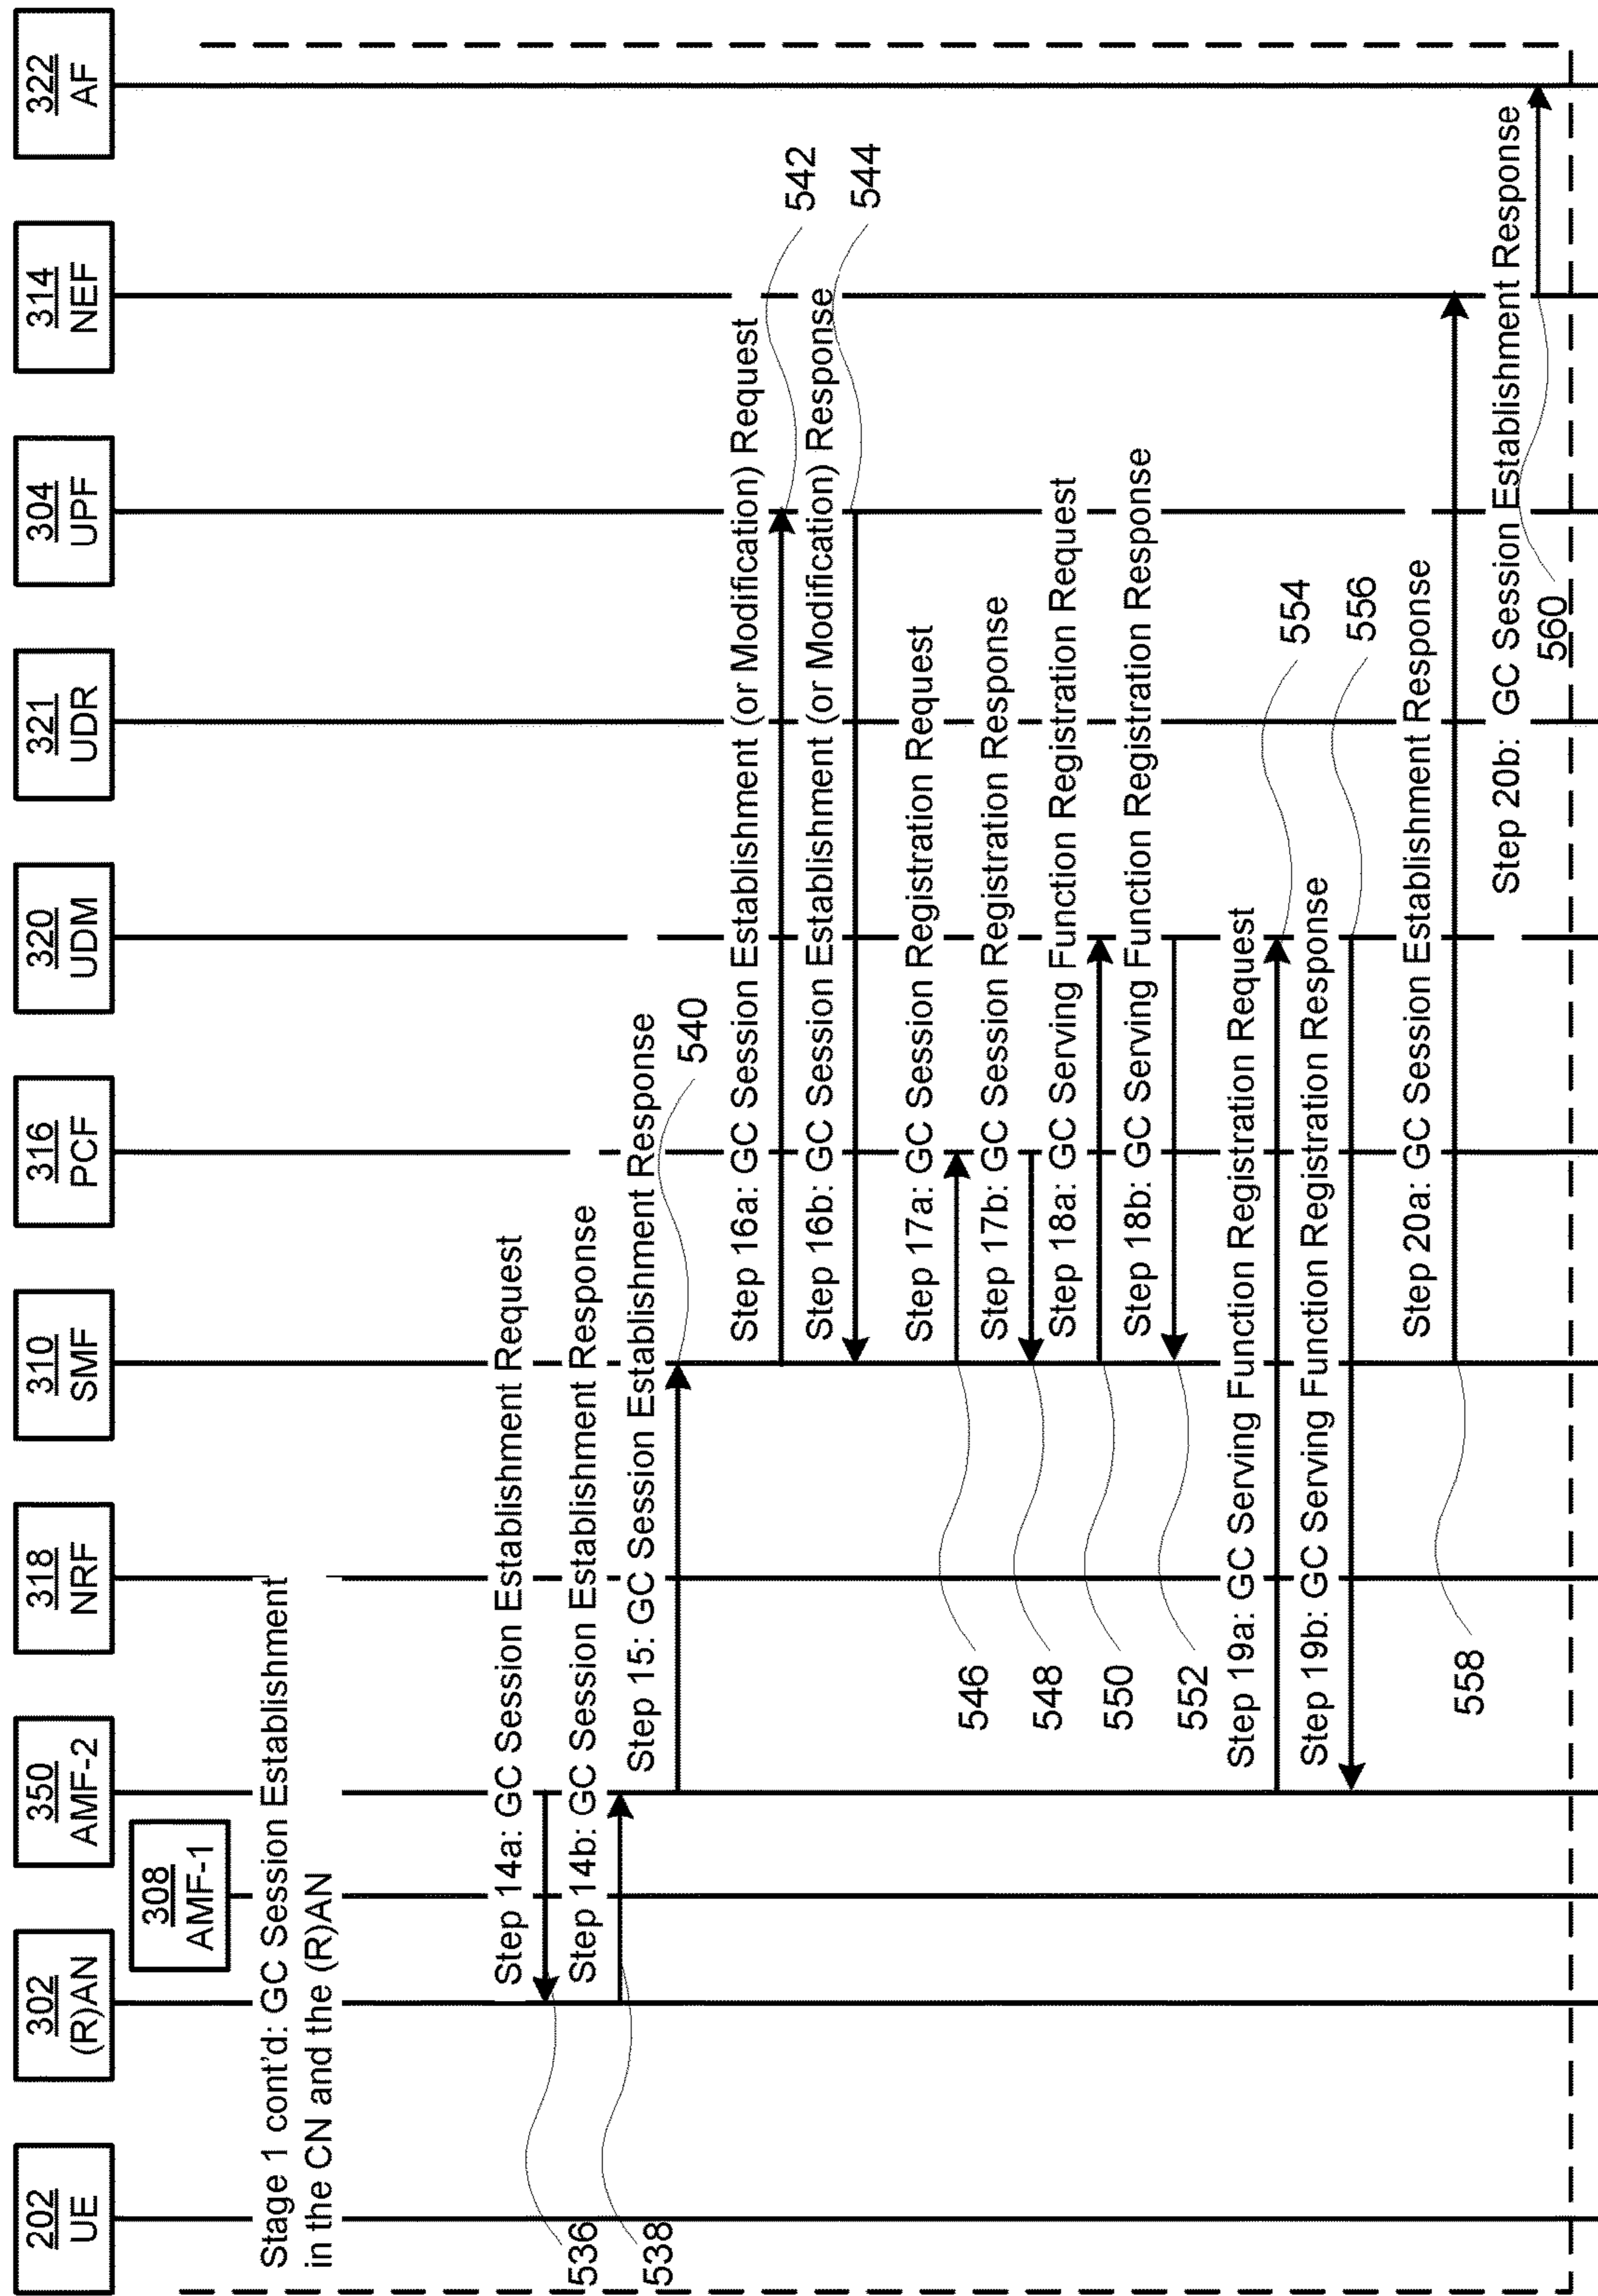 202
UE
302
(R)AN
308
AMF-1
350
AMF-2
318
NRF
310
SMF
316
PCF
320
UDM
321
UDR
304
UPF
314
NEF
322
AF
Stage 1 cont'd: GC Session Establishment
in the CN and the (R)AN
Step 14a: GC Session Establishment Request
536
Step 14b: GC Session Establishment Response
538
Step 15: GC Session Establishment Response
540
Step 16a: GC Session Establishment (or Modification) Request
542
Step 16b: GC Session Establishment (or Modification) Response
544
Step 17a: GC Session Registration Request
546
Step 17b: GC Session Registration Response
548
Step 18a: GC Serving Function Registration Request
550
Step 18b: GC Serving Function Registration Response
552
Step 19a: GC Serving Function Registration Request
554
Step 19b: GC Serving Function Registration Response
556
Step 20a: GC Session Establishment Response
558
Step 20b: GC Session Establishment Response
560